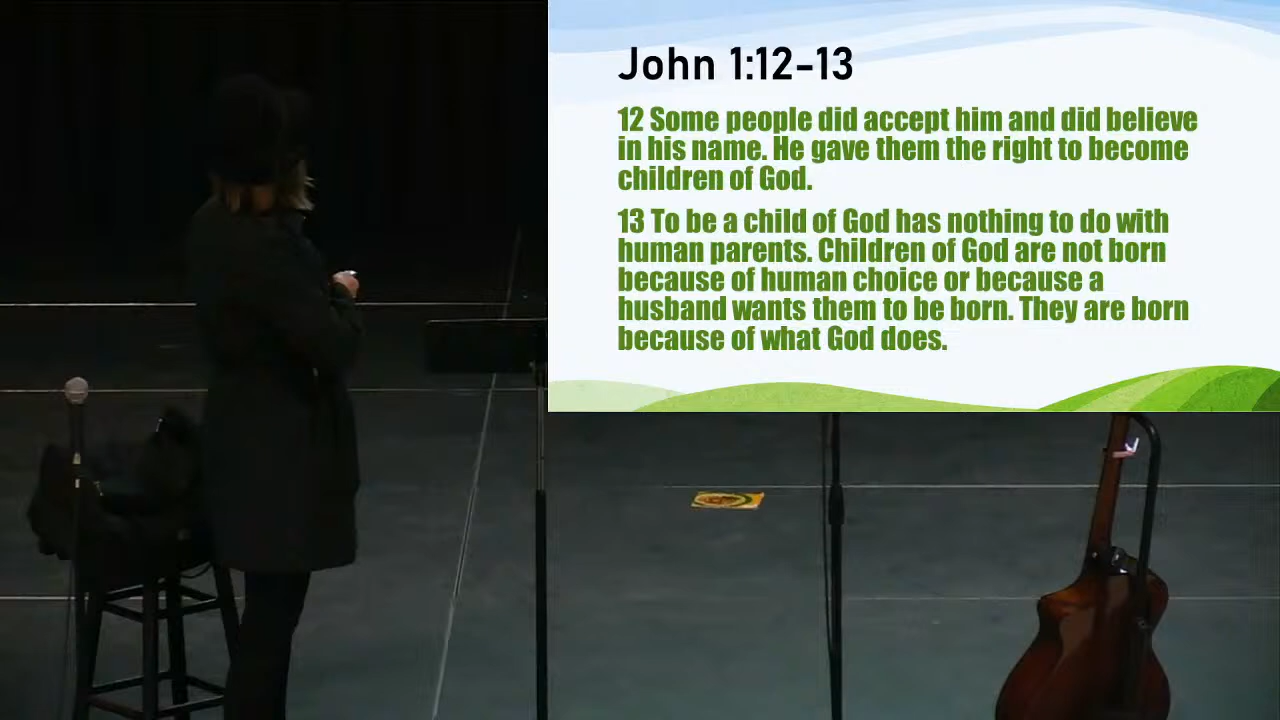 John 1:12-13
12 Some people did accept him and did believe
in his name. He gave them the right to become
children of God.
13 To be a child of God has nothing to do with
human parents. Children of God are not born
because of human choice or because a
husband wants them to be born. They are born
because of what God does.